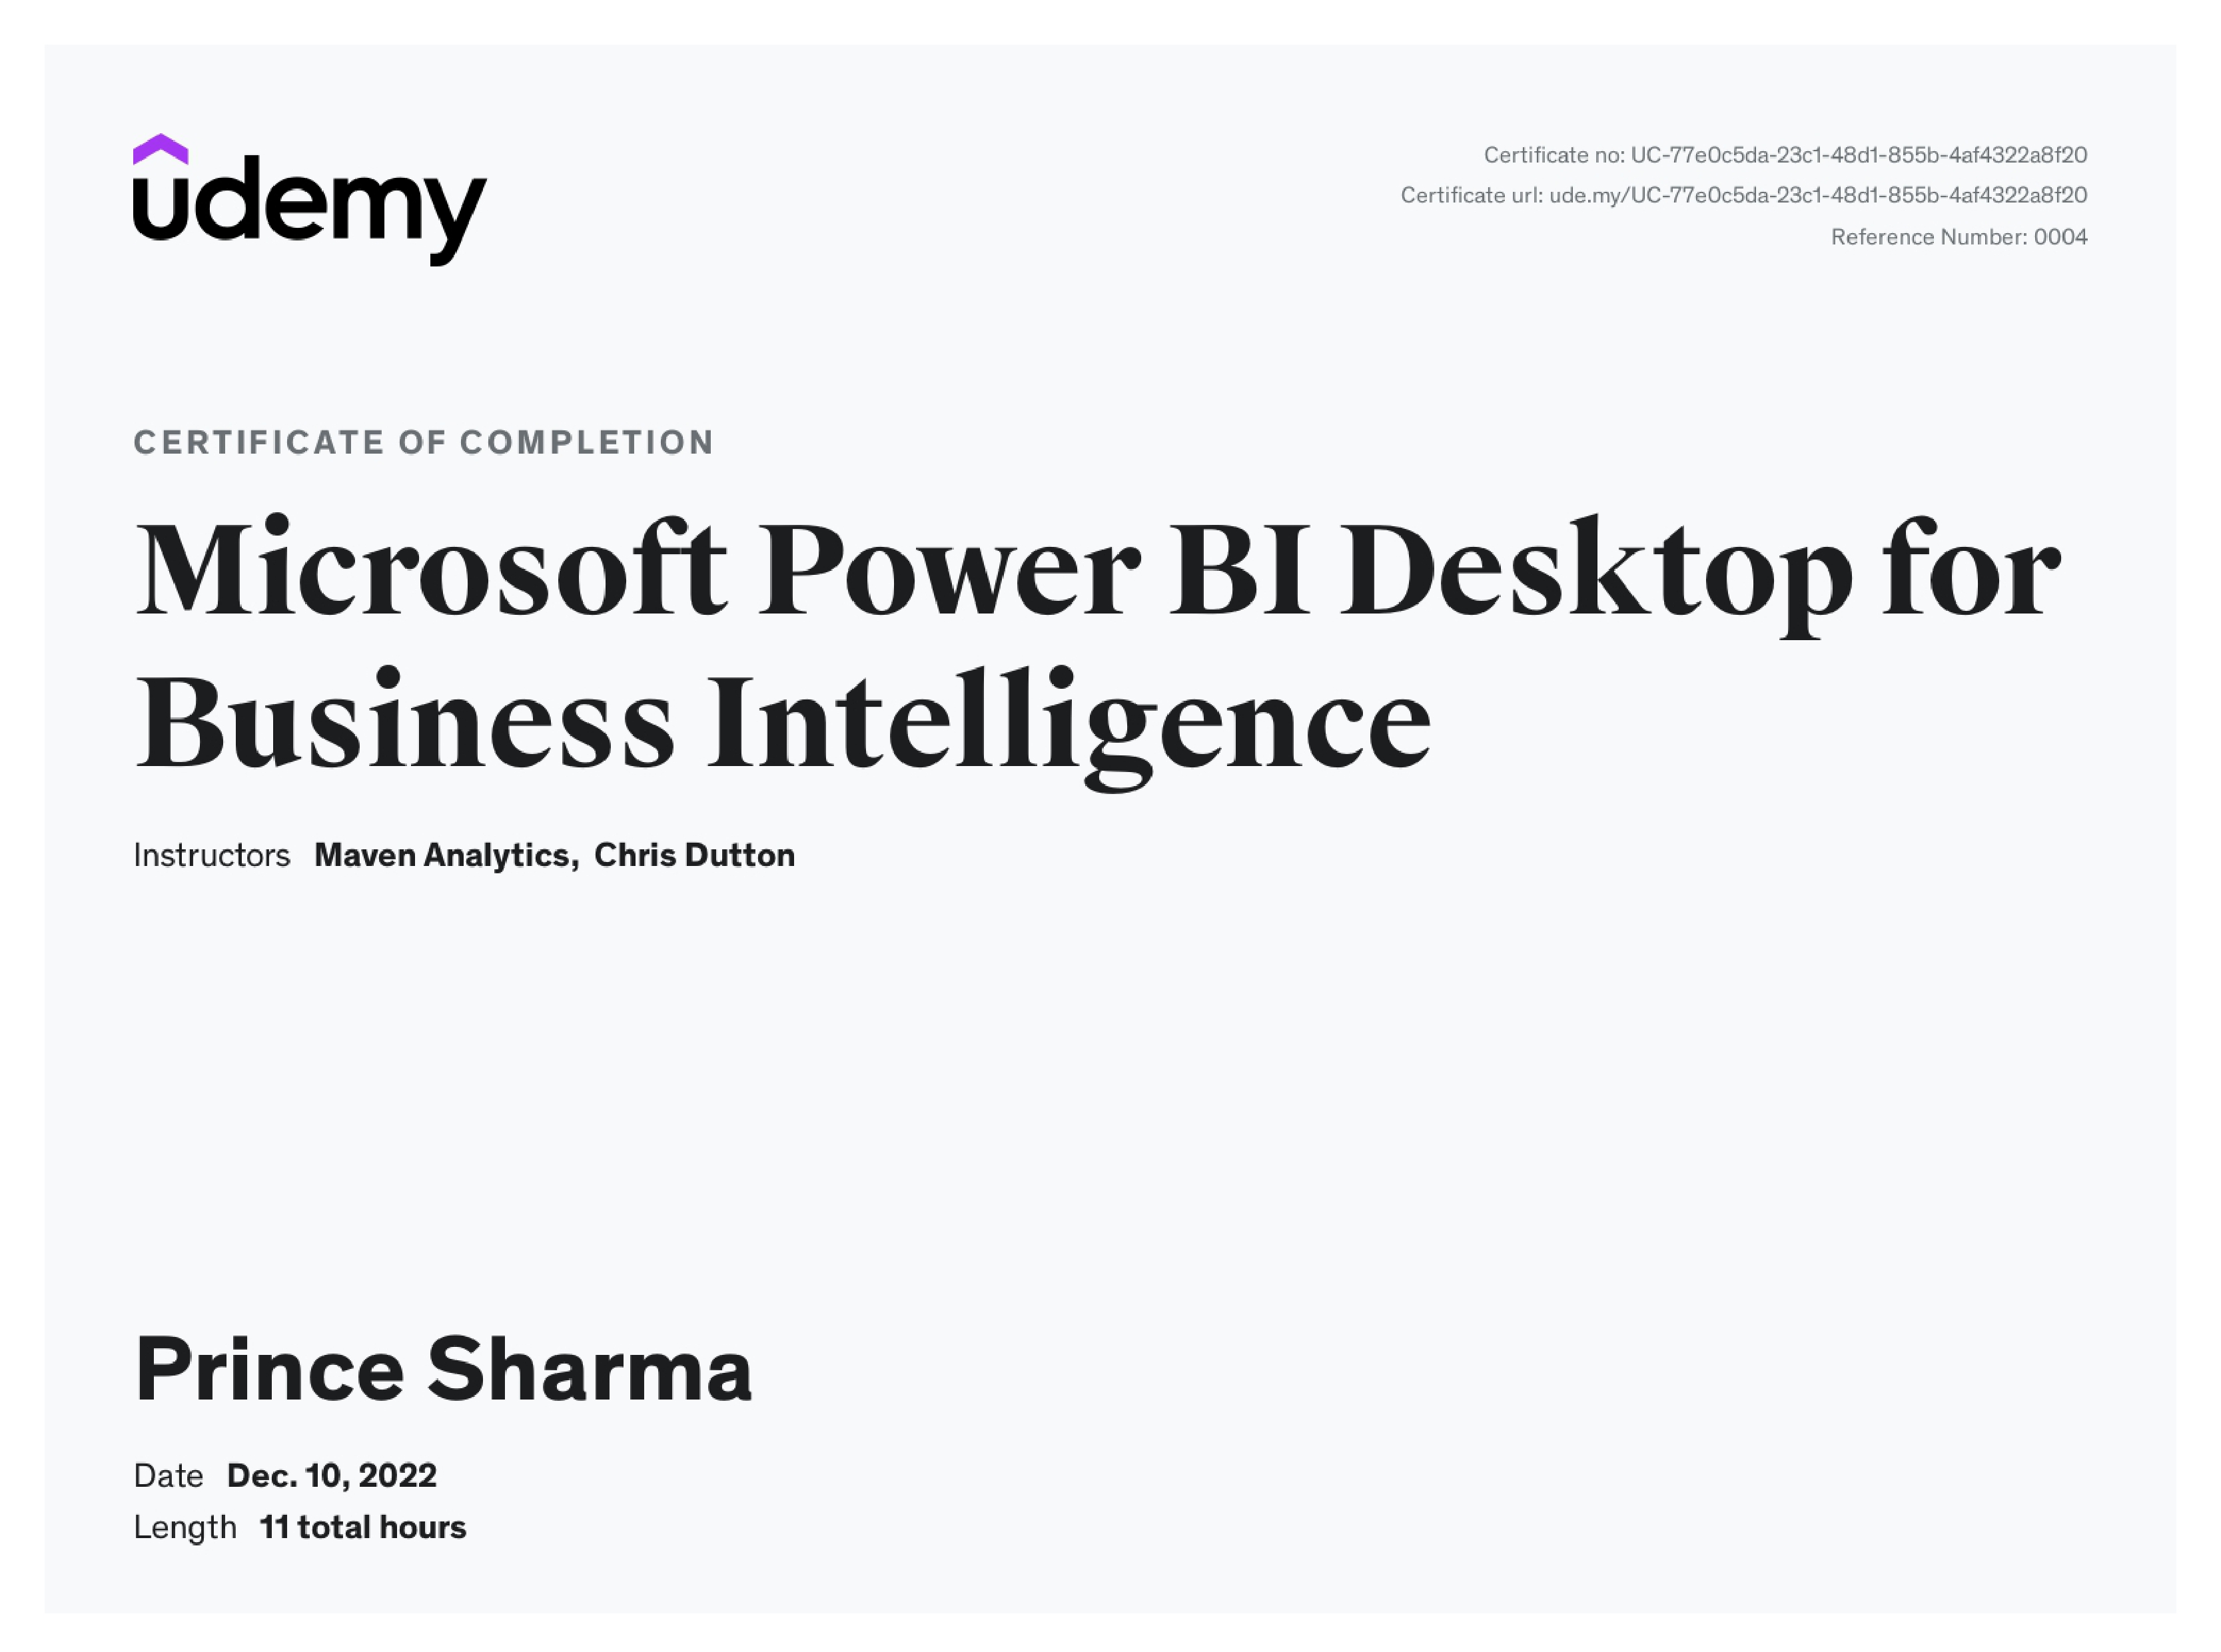 udemy
Certificate no: UC-77e0c5da-23c1-48d1-855b-4af4322a8f20
Certificate url: ude.my/UC-77e0c5da-23c1-48d1-855b-4af4322a8f20
Reference Number: 0004
CERTIFICATE OF COMPLETION
Microsoft Power BI Desktop for
Business Intelligence
Instructors Maven Analytics, Chris Dutton
Prince Sharma
Date Dec. 10, 2022
Length 11 total hours